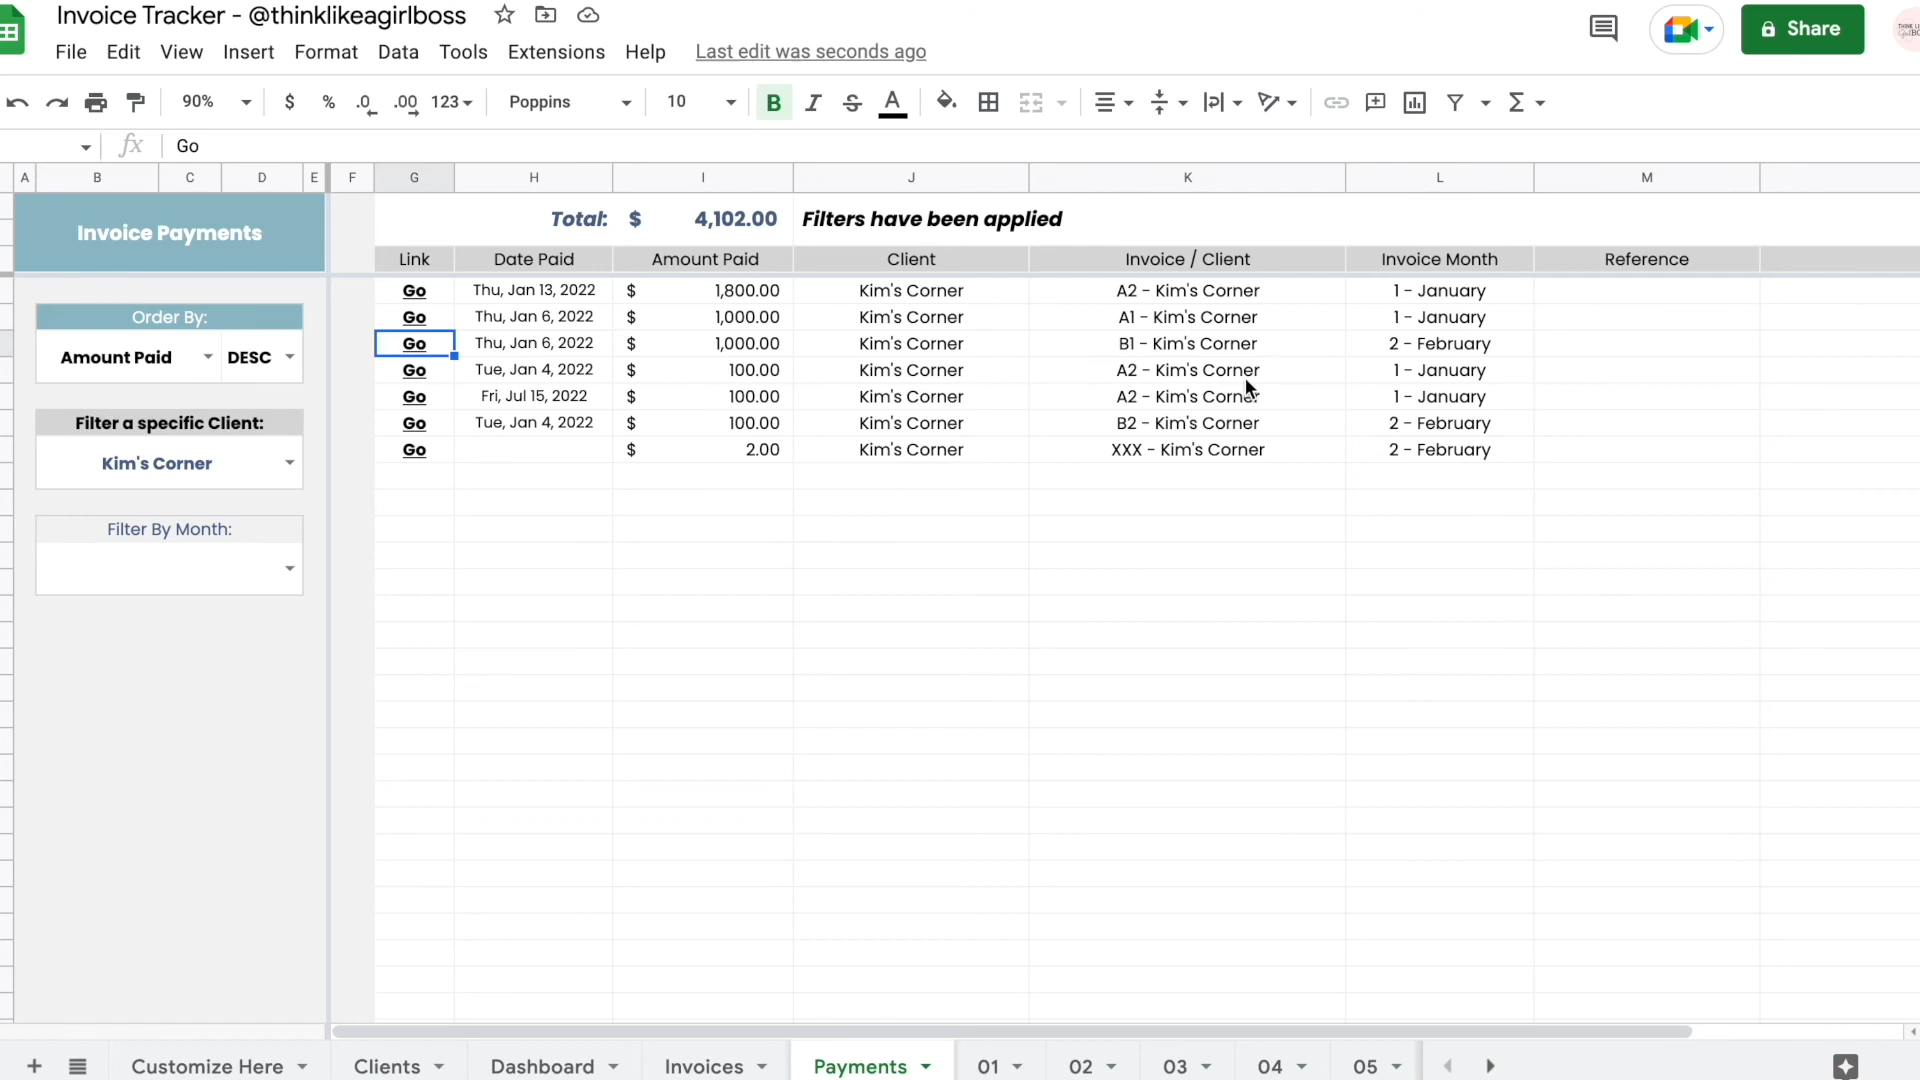 Invoice Tracker - @thinklikeagirlboss
File Edit View Insert Format Data Tools Extensions Help Last edit was seconds ago
Share
90% $ % .0 .00 123 Poppins 10 B I S A Σ
fx Go
A B C D E F G H I J K L M
Invoice Payments
Total: $ 4,102.00 Filters have been applied
Link Date Paid Amount Paid Client Invoice / Client Invoice Month Reference
Go Thu, Jan 13, 2022 $ 1,800.00 Kim's Corner A2 - Kim's Corner 1 - January
Go Thu, Jan 6, 2022 $ 1,000.00 Kim's Corner A1 - Kim's Corner 1 - January
Go Thu, Jan 6, 2022 $ 1,000.00 Kim's Corner B1 - Kim's Corner 2 - February
Go Tue, Jan 4, 2022 $ 100.00 Kim's Corner A2 - Kim's Corner 1 - January
Go Fri, Jul 15, 2022 $ 100.00 Kim's Corner A2 - Kim's Corner 1 - January
Go Tue, Jan 4, 2022 $ 100.00 Kim's Corner B2 - Kim's Corner 2 - February
Go $ 2.00 Kim's Corner XXX - Kim's Corner 2 - February
Order By:
Amount Paid DESC
Filter a specific Client:
Kim's Corner
Filter By Month:
Customize Here Clients Dashboard Invoices Payments 01 02 03 04 05